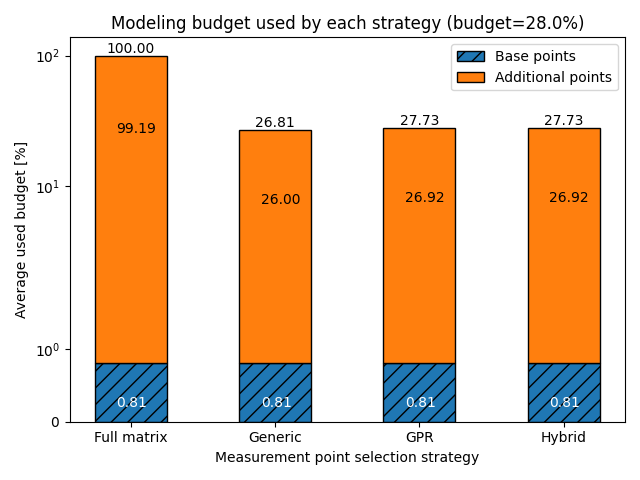 Modeling budget used by each strategy (budget=28.0%)
Base points
Additional points
100.00
26.81
27.73
27.73
99.19
26.00
26.92
26.92
0.81
0.81
0.81
0.81
10²
10¹
10⁰
0
Average used budget [%]
Full matrix
Generic
GPR
Hybrid
Measurement point selection strategy